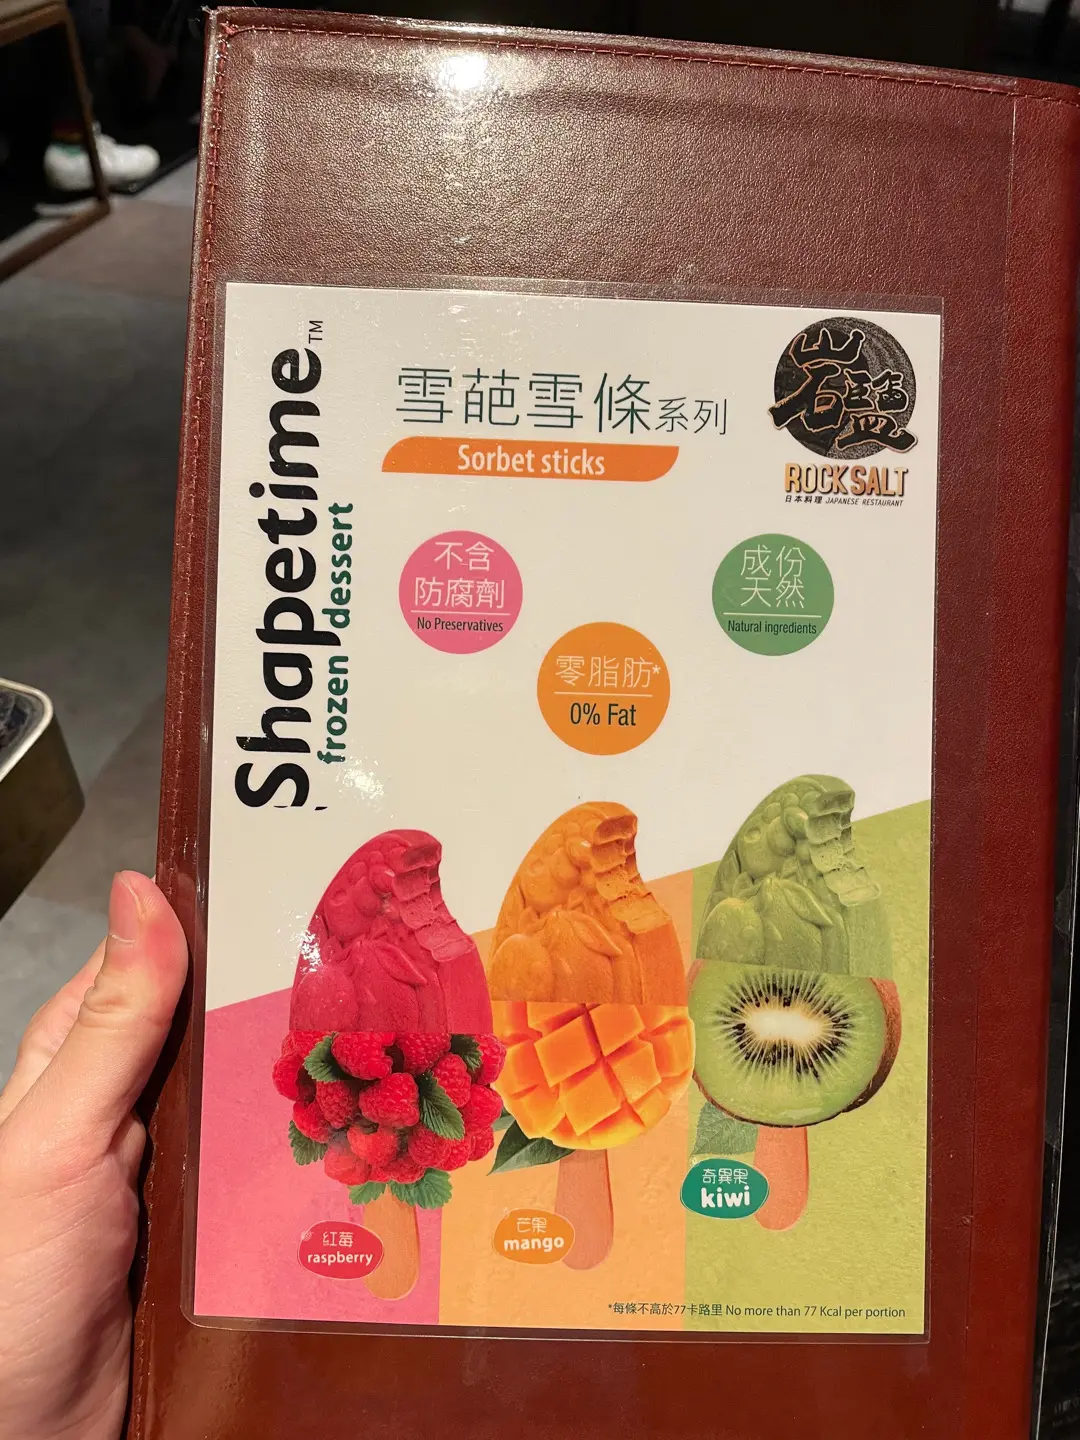 Shapetime™
frozen dessert
雪葩雪條系列
Sorbet sticks
岩鹽
ROCK SALT
日本料理 JAPANESE RESTAURANT
不含
防腐劑
No Preservatives
成份
天然
Natural ingredients
零脂肪*
0% Fat
紅莓
raspberry
芒果
mango
奇異果
kiwi
*每條不高於77卡路里 No more than 77 Kcal per portion